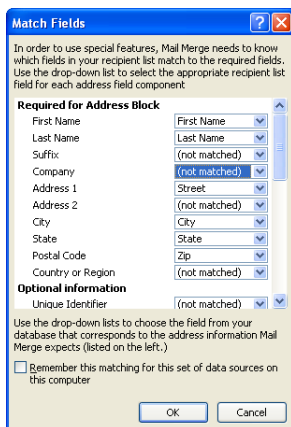 Match Fields
In order to use special features, Mail Merge needs to know
which fields in your recipient list match to the required fields.
Use the drop-down list to select the appropriate recipient list
field for each address field component
Required for Address Block
First Name First Name
Last Name Last Name
Suffix (not matched)
Company (not matched)
Address 1 Street
Address 2 (not matched)
City City
State State
Postal Code Zip
Country or Region (not matched)
Optional information
Unique Identifier (not matched)
Use the drop-down lists to choose the field from your
database that corresponds to the address information Mail
Merge expects (listed on the left.)
Remember this matching for this set of data sources on
this computer
OK Cancel